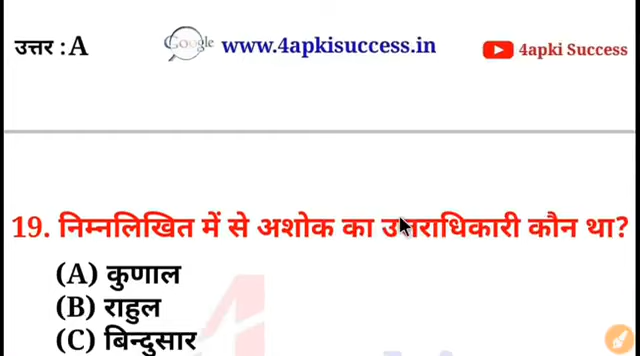 उत्तर : A Google www.4apkisuccess.in 4apki Success
19. निम्नलिखित में से अशोक का उत्तराधिकारी कौन था?
(A) कुणाल
(B) राहुल
(C) बिन्दुसार